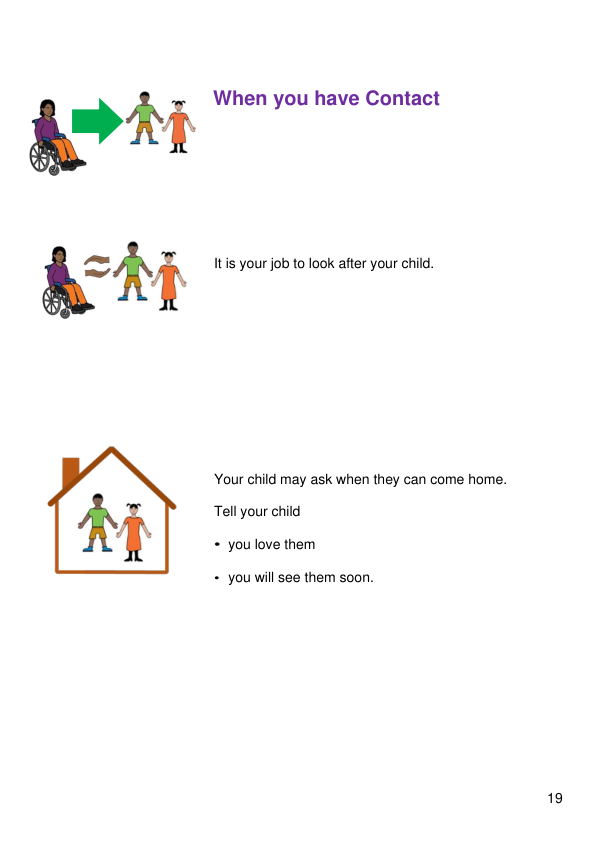 When you have Contact
It is your job to look after your child.
Your child may ask when they can come home.
Tell your child
• you love them
• you will see them soon.
19